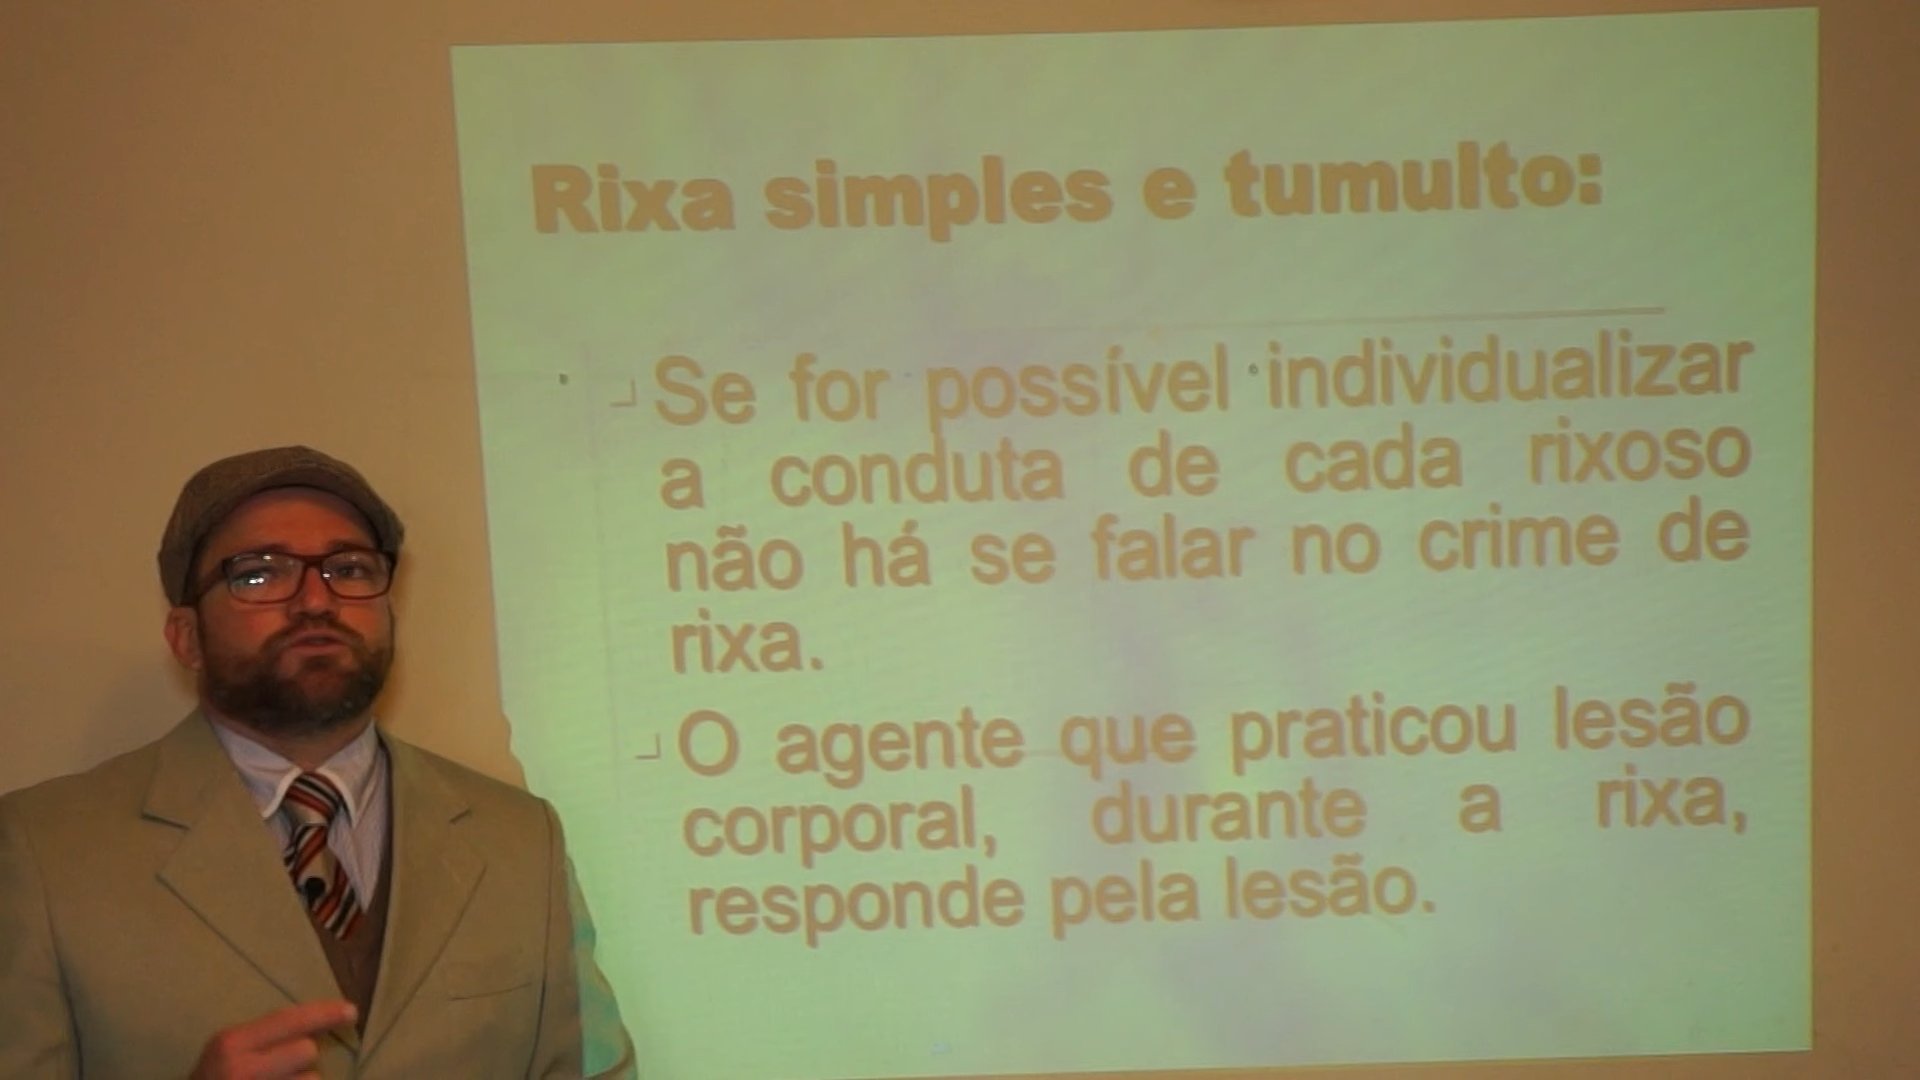 Rixa simples e tumulto:
Se for possível individualizar
a conduta de cada rixoso
não há se falar no crime de
rixa.
O agente que praticou lesão
corporal, durante a rixa,
responde pela lesão.